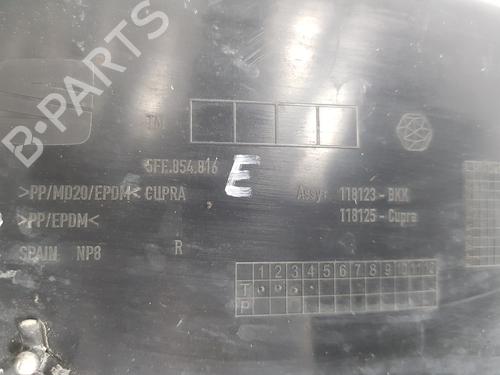 B-PARTS
TN
5FF.854.816
E
>PP/MD20/EPDM< CUPRA
Assy: 118123 - BKK
>PP/EPDM<
118125 - Cupra
SPAIN NP8
R
1 2 3 4 5 6 7 8 9 10 11 12
T
P